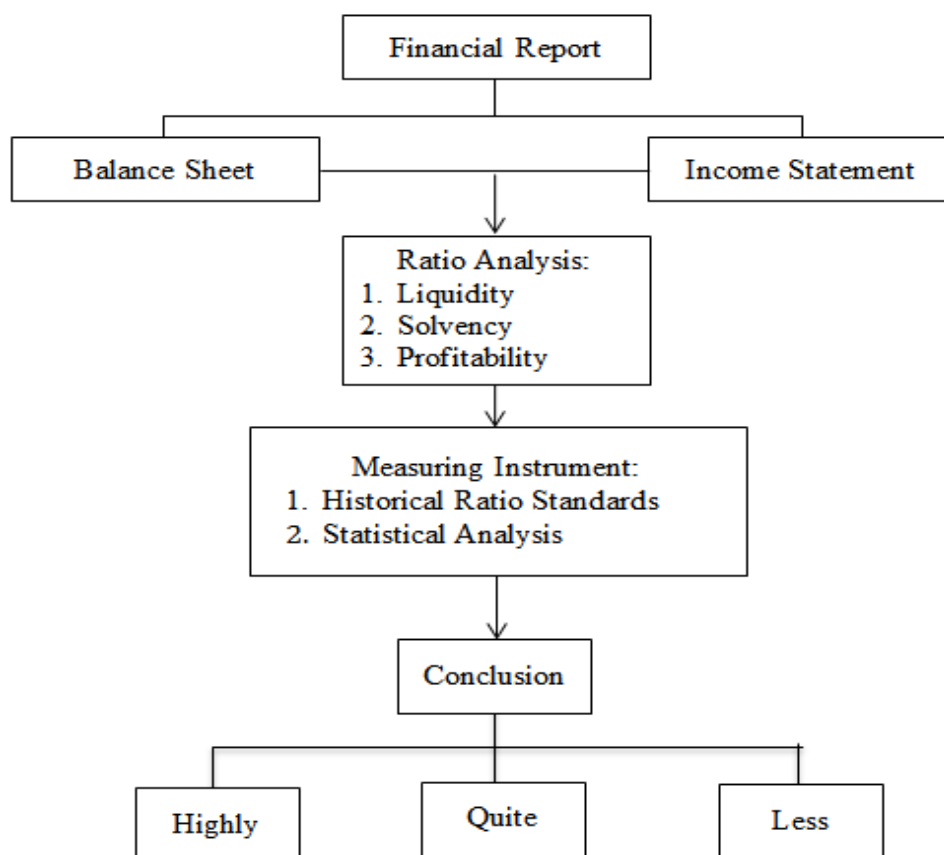 Financial Report
Balance Sheet
Income Statement
Ratio Analysis:
1. Liquidity
2. Solvency
3. Profitability
Measuring Instrument:
1. Historical Ratio Standards
2. Statistical Analysis
Conclusion
Highly
Quite
Less